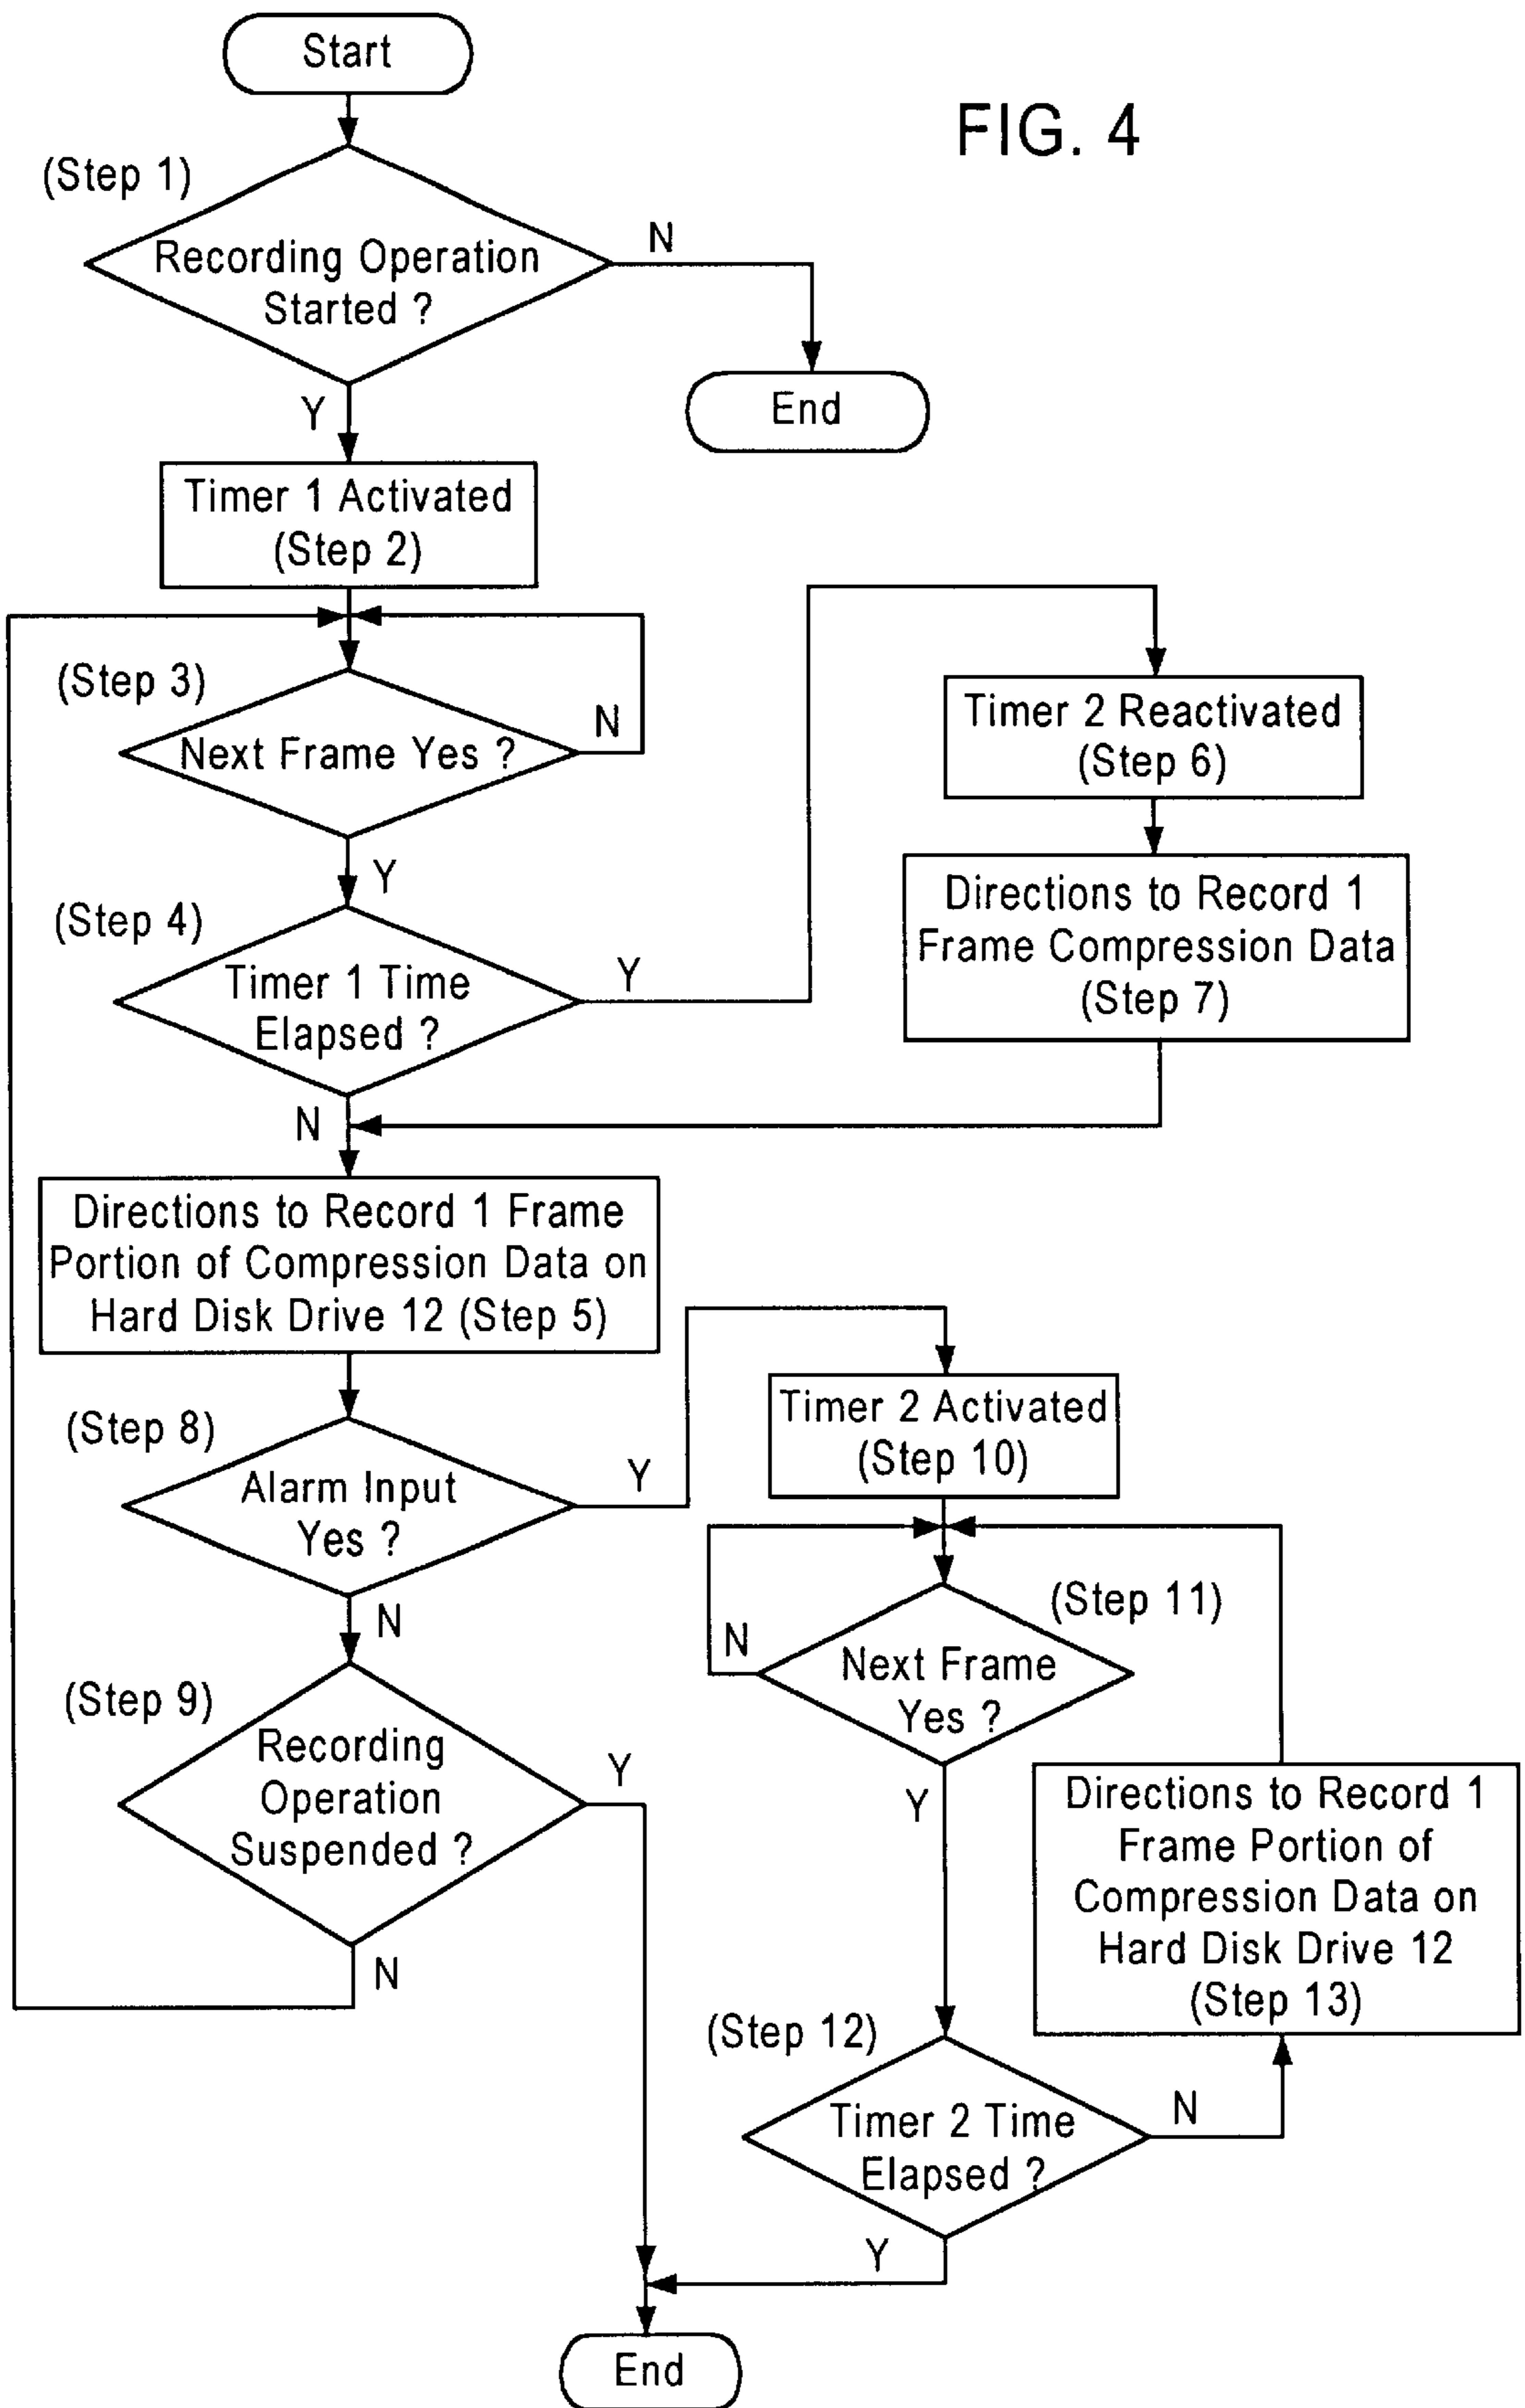 Start
FIG. 4
(Step 1)
Recording Operation
Started ?
N
End
Y
Timer 1 Activated
(Step 2)
(Step 3)
Next Frame Yes ?
N
Y
Timer 2 Reactivated
(Step 6)
Directions to Record 1
Frame Compression Data
(Step 7)
(Step 4)
Timer 1 Time
Elapsed ?
Y
N
Directions to Record 1 Frame
Portion of Compression Data on
Hard Disk Drive 12 (Step 5)
(Step 8)
Alarm Input
Yes ?
Y
N
Timer 2 Activated
(Step 10)
(Step 11)
Next Frame
Yes ?
N
Y
(Step 9)
Recording
Operation
Suspended ?
Y
N
Directions to Record 1
Frame Portion of
Compression Data on
Hard Disk Drive 12
(Step 13)
(Step 12)
Timer 2 Time
Elapsed ?
N
Y
End